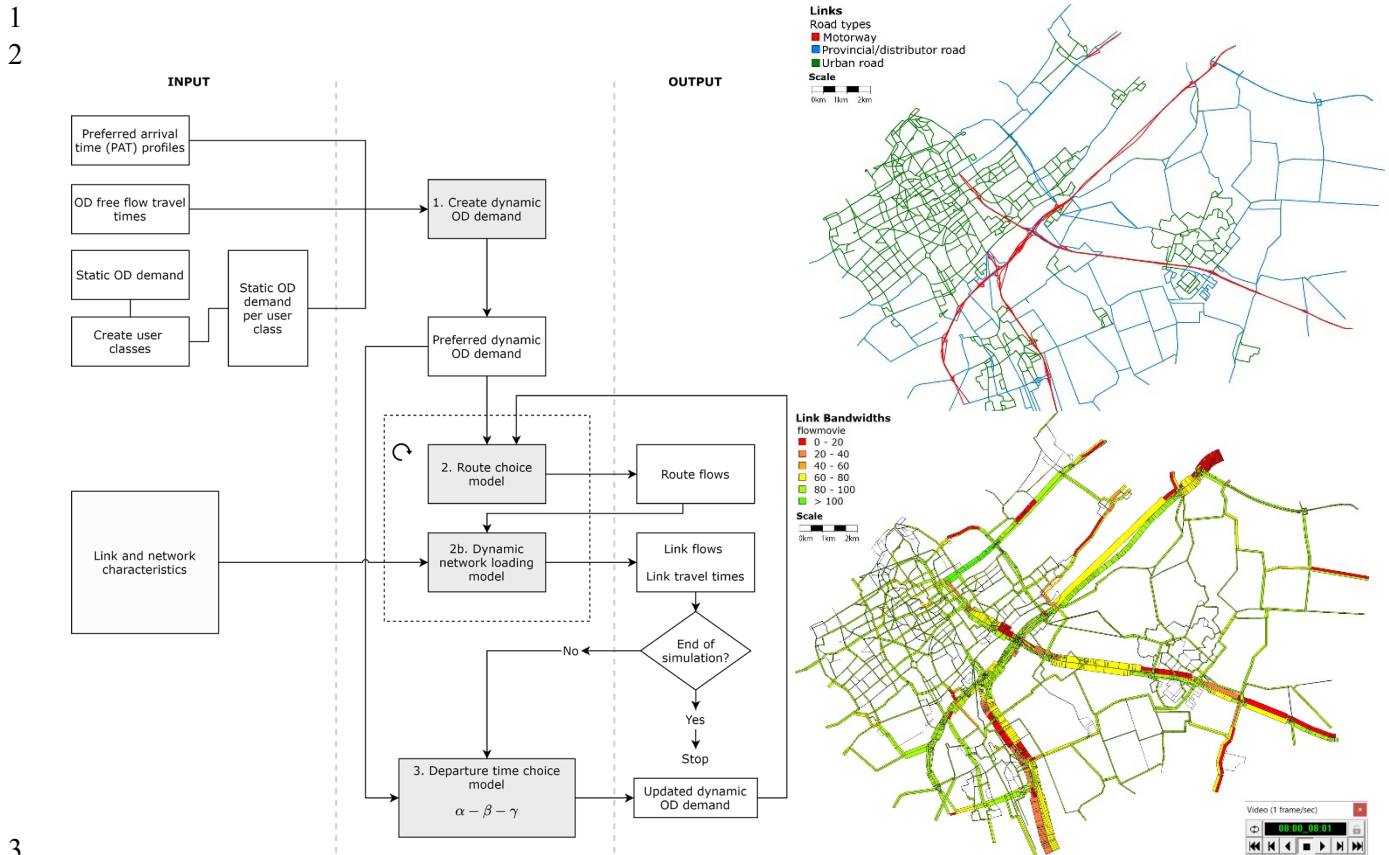 1
2
INPUT
OUTPUT
Preferred arrival
time (PAT) profiles
OD free flow travel
times
Static OD demand
Create user
classes
Static OD
demand
per user
class
Link and network
characteristics
1. Create dynamic
OD demand
Preferred dynamic
OD demand
2. Route choice
model
Route flows
2b. Dynamic
network loading
model
Link flows
Link travel times
End of
simulation?
No
Yes
Stop
3. Departure time choice
model
α − β − γ
Updated dynamic
OD demand
Links
Road types
Motorway
Provincial/distributor road
Urban road
Scale
0km 1km 2km
Link Bandwidths
flowmovie
0 - 20
20 - 40
40 - 60
60 - 80
80 - 100
> 100
Scale
0km 1km 2km
Video (1 frame/sec)
08:00_08:01
3